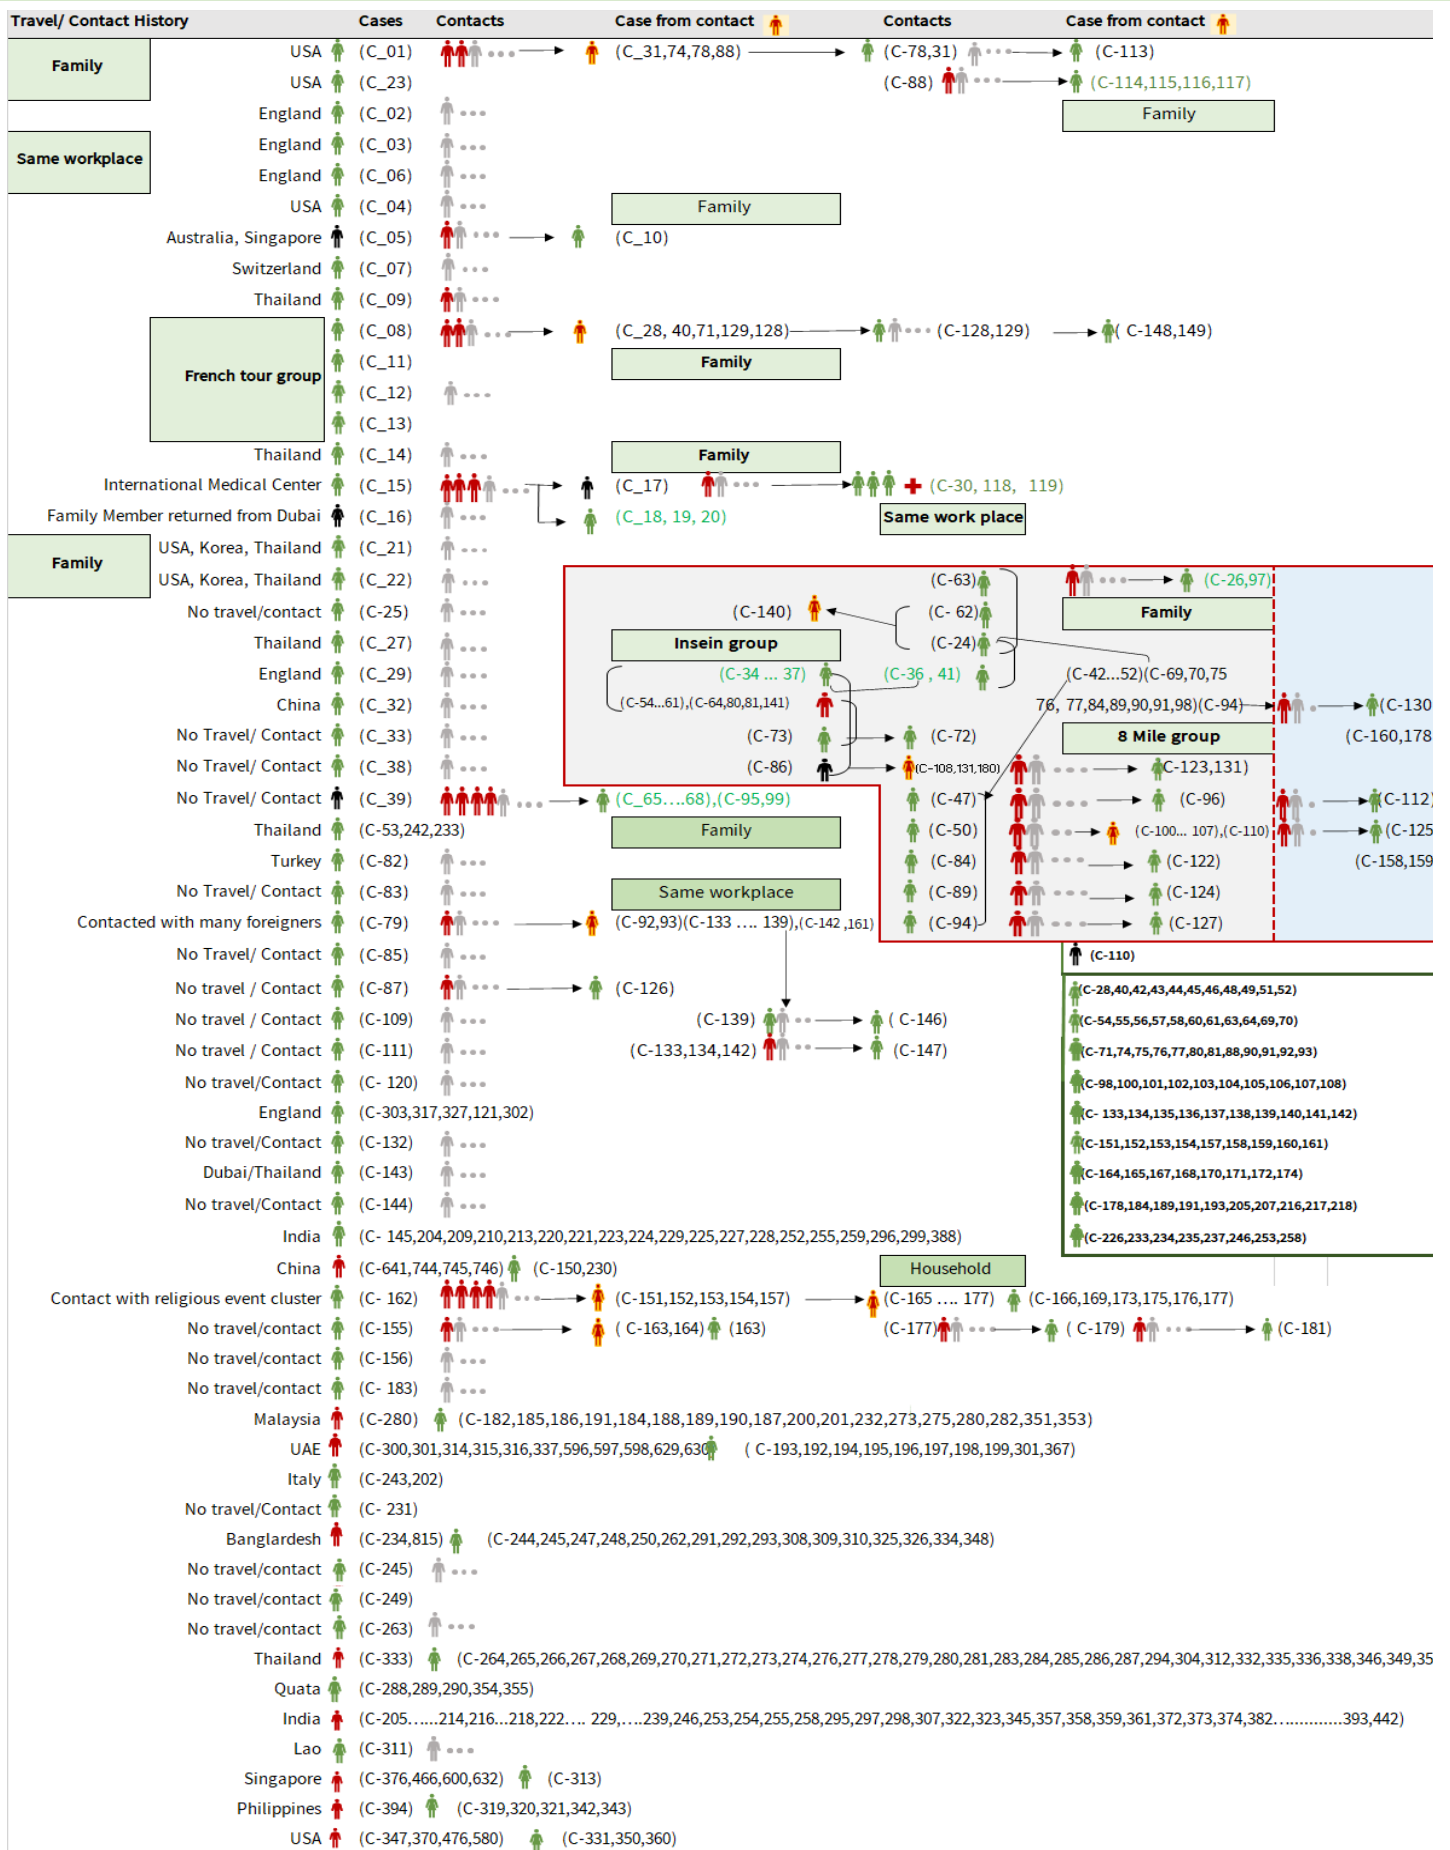 Travel/ Contact History Cases Contacts Case from contact Contacts Case from contact
Family USA (C_01) (C_31,74,78,88) (C-78,31) (C-113)
USA (C_23) (C-88) (C-114,115,116,117)
England (C_02) Family
Same workplace England (C_03)
England (C_06)
USA (C_04) Family
Australia, Singapore (C_05) (C_10)
Switzerland (C_07)
Thailand (C_09)
French tour group (C_08) (C_28, 40,71,129,128) (C-128,129) ( C-148,149)
(C_11) Family
(C_12)
(C_13)
Thailand (C_14) Family
International Medical Center (C_15) (C_17) (C-30, 118, 119)
Family Member returned from Dubai (C_16) (C_18, 19, 20) Same work place
Family USA, Korea, Thailand (C_21)
USA, Korea, Thailand (C_22) (C-63) (C-26,97)
No travel/contact (C-25) (C-140) (C- 62) Family
Thailand (C_27) Insein group (C-24)
England (C_29) (C-34 ... 37) (C-36 , 41) (C-42...52)(C-69,70,75
China (C_32) (C-54...61),(C-64,80,81,141) 76, 77,84,89,90,91,98)(C-94) (C-130
No Travel/ Contact (C_33) (C-73) (C-72) 8 Mile group (C-160,178
No Travel/ Contact (C_38) (C-86) (C-108,131,180) C-123,131)
No Travel/ Contact (C_39) (C_65....68),(C-95,99) (C-47) (C-96) (C-112)
Thailand (C-53,242,233) Family (C-50) (C-100... 107),(C-110) (C-125
Turkey (C-82) (C-84) (C-122) (C-158,159
No Travel/ Contact (C-83) Same workplace (C-89) (C-124)
Contacted with many foreigners (C-79) (C-92,93)(C-133 .... 139),(C-142 ,161) (C-94) (C-127)
No Travel/ Contact (C-85) (C-110)
No travel / Contact (C-87) (C-126) (C-28,40,42,43,44,45,46,48,49,51,52)
No travel / Contact (C-109) (C-139) ( C-146) (C-54,55,56,57,58,60,61,63,64,69,70)
No travel / Contact (C-111) (C-133,134,142) (C-147) (C-71,74,75,76,77,80,81,88,90,91,92,93)
No travel/Contact (C- 120) (C-98,100,101,102,103,104,105,106,107,108)
England (C-303,317,327,121,302) (C- 133,134,135,136,137,138,139,140,141,142)
No travel/Contact (C-132) (C-151,152,153,154,157,158,159,160,161)
Dubai/Thailand (C-143) (C-164,165,167,168,170,171,172,174)
No travel/Contact (C-144) (C-178,184,189,191,193,205,207,216,217,218)
India (C- 145,204,209,210,213,220,221,223,224,229,225,227,228,252,255,259,296,299,388) (C-226,233,234,235,237,246,253,258)
China (C-641,744,745,746) (C-150,230) Household
Contact with religious event cluster (C- 162) (C-151,152,153,154,157) (C-165 .... 177) (C-166,169,173,175,176,177)
No travel/contact (C-155) ( C-163,164) (163) (C-177) ( C-179) (C-181)
No travel/contact (C-156)
No travel/contact (C- 183)
Malaysia (C-280) (C-182,185,186,191,184,188,189,190,187,200,201,232,273,275,280,282,351,353)
UAE (C-300,301,314,315,316,337,596,597,598,629,630 ( C-193,192,194,195,196,197,198,199,301,367)
Italy (C-243,202)
No travel/Contact (C- 231)
Banglardesh (C-234,815) (C-244,245,247,248,250,262,291,292,293,308,309,310,325,326,334,348)
No travel/contact (C-245)
No travel/contact (C-249)
No travel/contact (C-263)
Thailand (C-333) (C-264,265,266,267,268,269,270,271,272,273,274,276,277,278,279,280,281,283,284,285,286,287,294,304,312,332,335,336,338,346,349,35
Quata (C-288,289,290,354,355)
India (C-205......214,216...218,222.... 229,....239,246,253,254,255,258,295,297,298,307,322,323,345,357,358,359,361,372,373,374,382..............393,442)
Lao (C-311)
Singapore (C-376,466,600,632) (C-313)
Philippines (C-394) (C-319,320,321,342,343)
USA (C-347,370,476,580) (C-331,350,360)